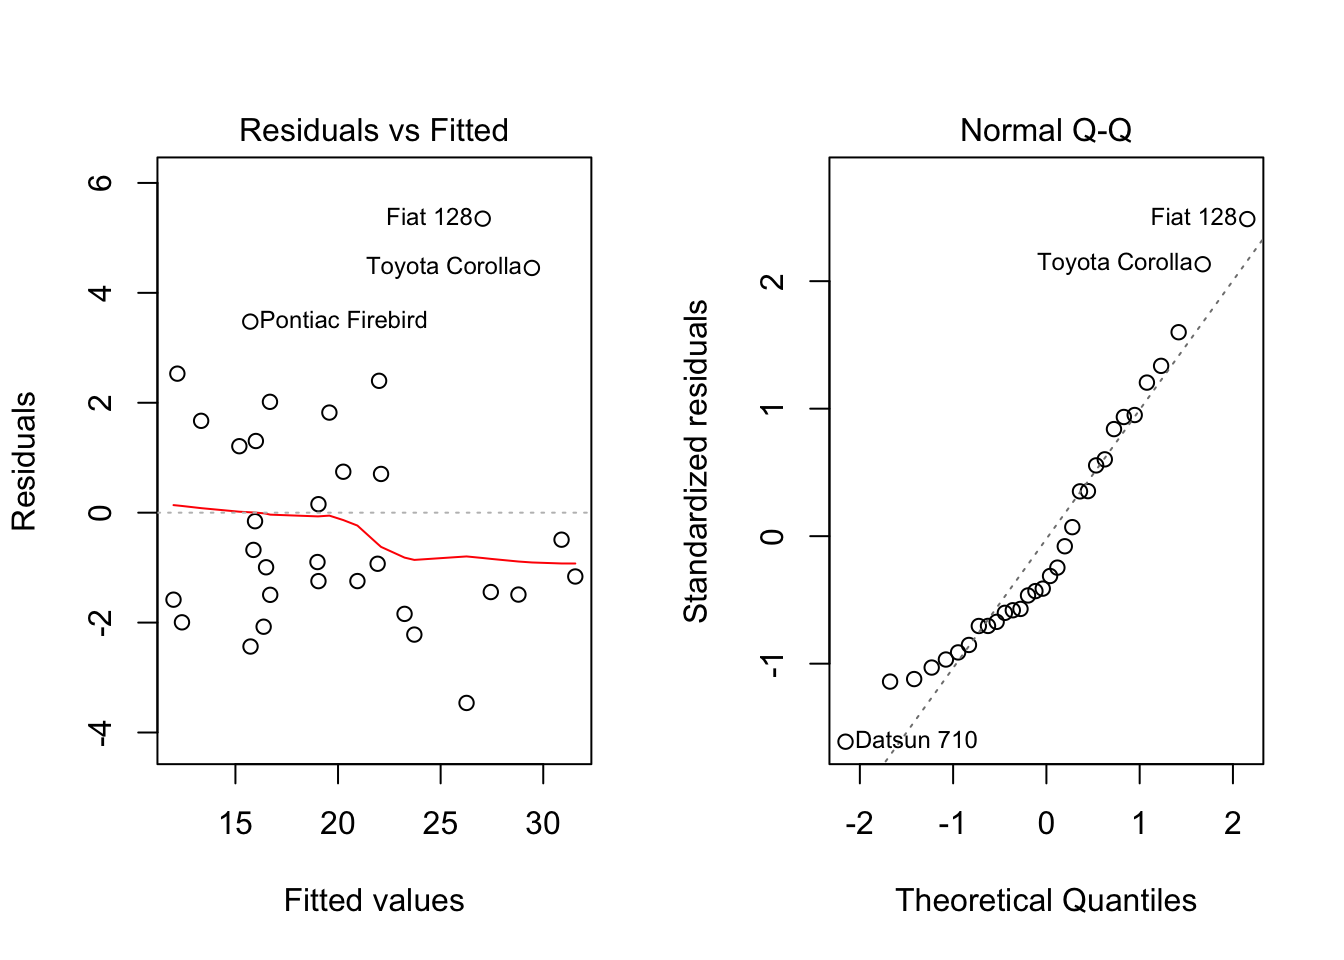 Residuals vs Fitted
Residuals
6
4
2
0
-2
-4
Fiat 128
Toyota Corolla
Pontiac Firebird
15 20 25 30
Fitted values
Normal Q-Q
Standardized residuals
2
1
0
-1
Fiat 128
Toyota Corolla
Datsun 710
-2 -1 0 1 2
Theoretical Quantiles